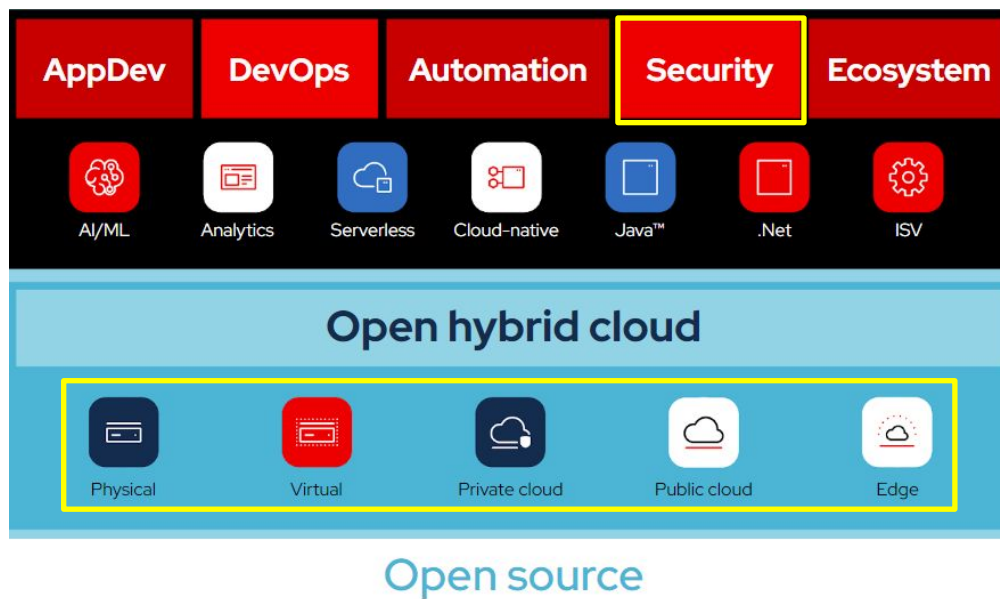 AppDev DevOps Automation Security Ecosystem
AI/ML Analytics Serverless Cloud-native Java™ .Net ISV
Open hybrid cloud
Physical Virtual Private cloud Public cloud Edge
Open source